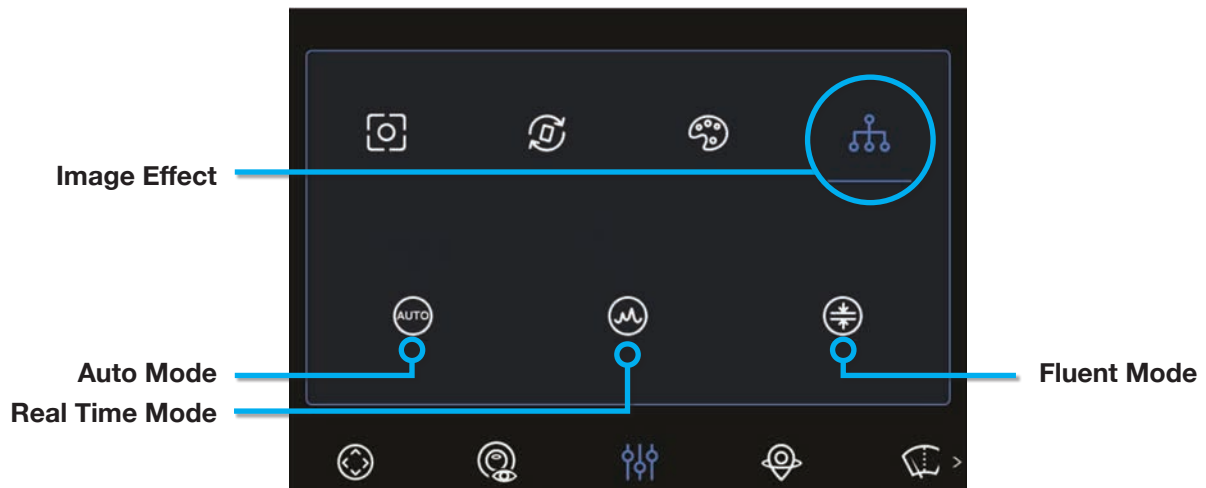 Image Effect
AUTO
Auto Mode
Fluent Mode
Real Time Mode